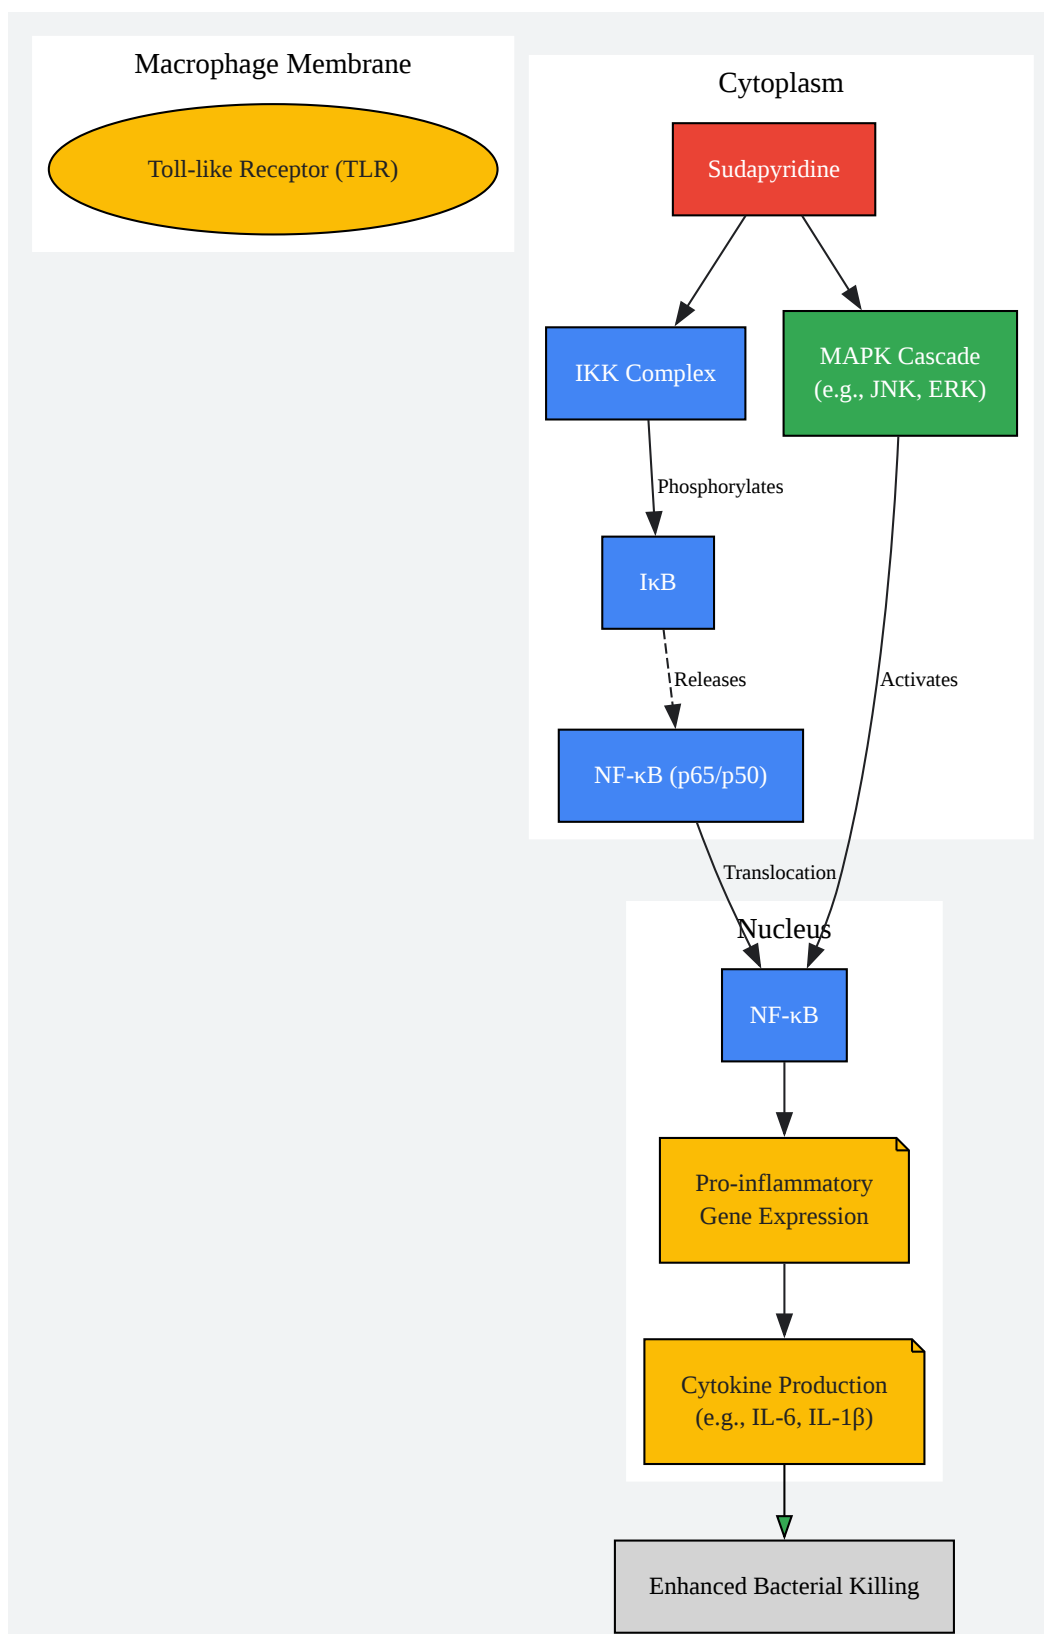 Macrophage Membrane
Toll-like Receptor (TLR)
Cytoplasm
Sudapyridine
IKK Complex
MAPK Cascade
(e.g., JNK, ERK)
Phosphorylates
IκB
Releases
Activates
NF-κB (p65/p50)
Translocation
Nucleus
NF-κB
Pro-inflammatory
Gene Expression
Cytokine Production
(e.g., IL-6, IL-1β)
Enhanced Bacterial Killing